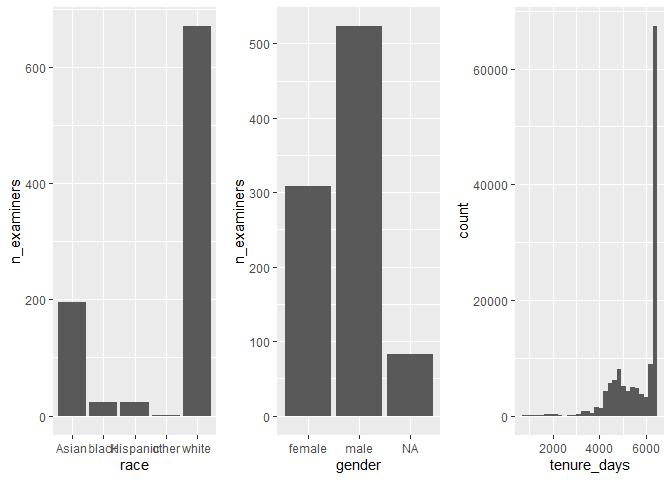 n_examiners
600
400
200
0
Asian black Hispanic other white
race
n_examiners
500
400
300
200
100
0
female male NA
gender
count
60000
40000
20000
0
2000 4000 6000
tenure_days